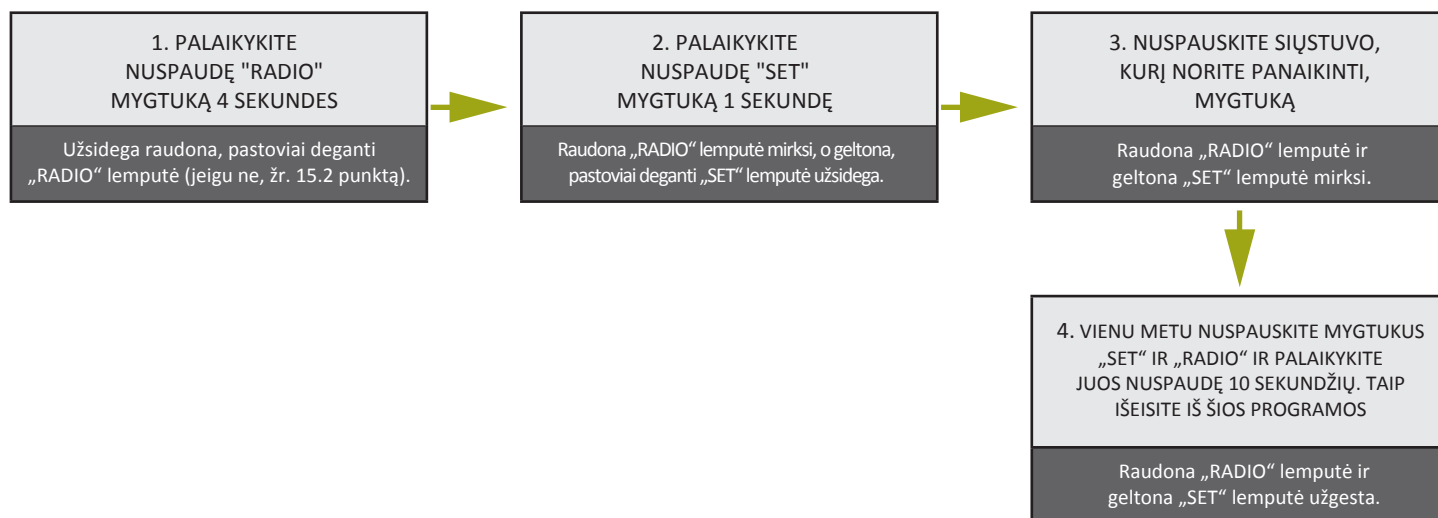 1. PALAIKYKITE
NUSPAUDĘ "RADIO"
MYGTUKĄ 4 SEKUNDES
Užsidega raudona, pastoviai deganti
„RADIO“ lemputė (jeigu ne, žr. 15.2 punktą).
2. PALAIKYKITE
NUSPAUDĘ "SET"
MYGTUKĄ 1 SEKUNDĘ
Raudona „RADIO“ lemputė mirksi, o geltona,
pastoviai deganti „SET“ lemputė užsidega.
3. NUSPAUSKITE SIŲSTUVO,
KURĮ NORITE PANAIKINTI,
MYGTUKĄ
Raudona „RADIO“ lemputė ir
geltona „SET“ lemputė mirksi.
4. VIENU METU NUSPAUSKITE MYGTUKUS
„SET“ IR „RADIO“ IR PALAIKYKITE
JUOS NUSPAUDĘ 10 SEKUNDŽIŲ. TAIP
IŠEISITE IŠ ŠIOS PROGRAMOS
Raudona „RADIO“ lemputė ir
geltona „SET“ lemputė užgesta.